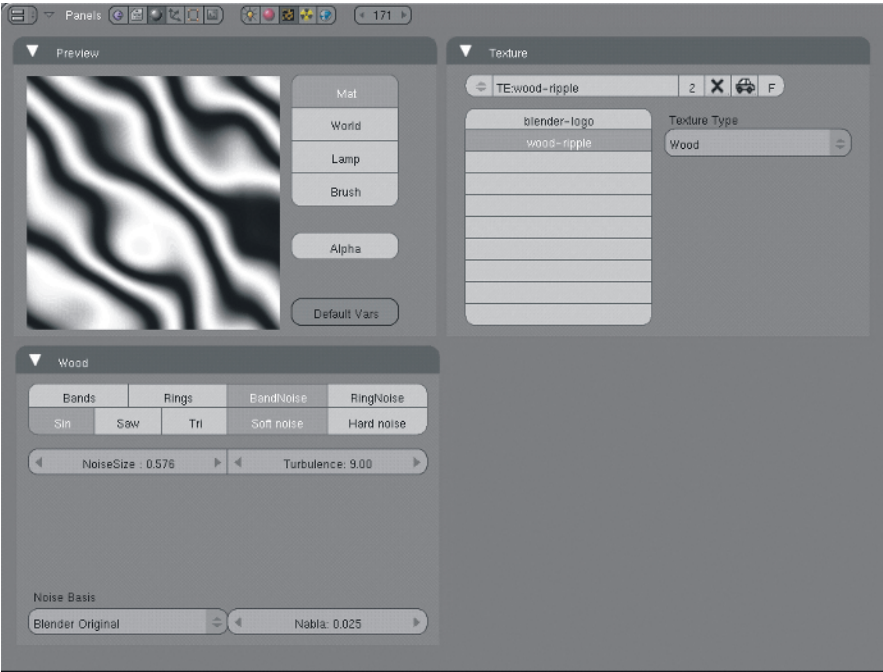 Panels 171
Preview
Mat
World
Lamp
Brush
Alpha
Default Vars
Texture
TE:wood-ripple 2 F
blender-logo
wood-ripple
Texture Type
Wood
Wood
Bands Rings BandNoise RingNoise
Sin Saw Tri Soft noise Hard noise
NoiseSize : 0.576 Turbulence: 9.00
Noise Basis
Blender Original Nabla: 0.025